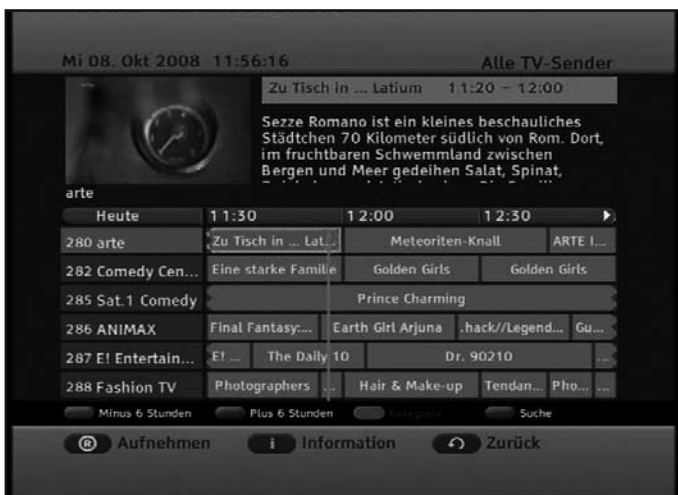 Mi 08. Okt 2008 11:56:16 Alle TV-Sender
Zu Tisch in ... Latium 11:20 - 12:00
Sezze Romano ist ein kleines beschauliches
Städtchen 70 Kilometer südlich von Rom. Dort,
im fruchtbaren Schwemmland zwischen
Bergen und Meer gedeihen Salat, Spinat,
arte
Heute 11:30 12:00 12:30
280 arte Zu Tisch in ... Lat... Meteoriten-Knall ARTE I...
282 Comedy Cen... Eine starke Familie Golden Girls Golden Girls
285 Sat.1 Comedy Prince Charming
286 ANIMAX Final Fantasy:... Earth Girl Arjuna .hack//Legend... Gu...
287 E! Entertain... E! ... The Daily 10 Dr. 90210 ...
288 Fashion TV Photographers ... Hair & Make-up Tendan... Pho... ...
Minus 6 Stunden Plus 6 Stunden Kategorie Suche
R Aufnehmen i Information Zurück